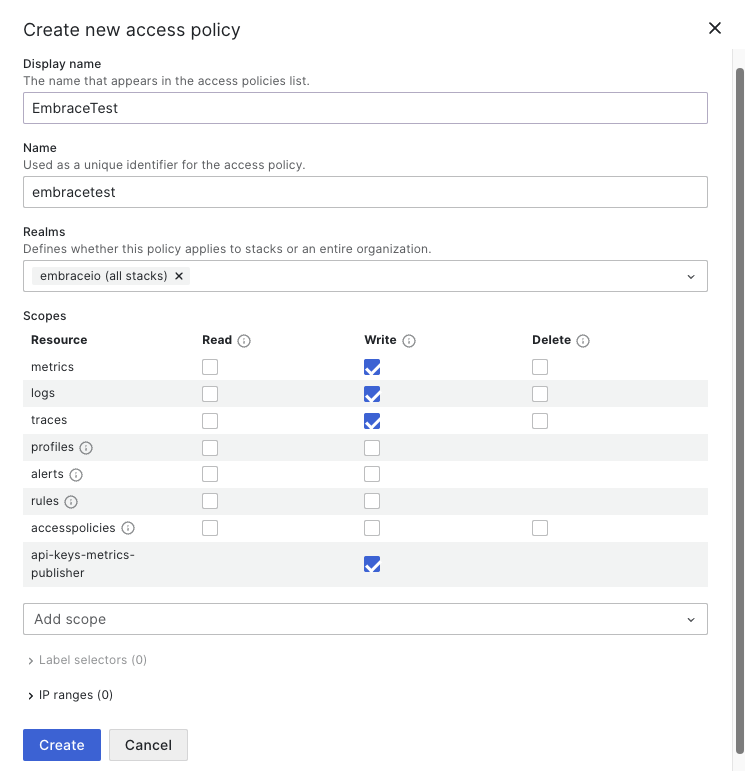 Create new access policy
Display name
The name that appears in the access policies list.
EmbraceTest
Name
Used as a unique identifier for the access policy.
embracetest
Realms
Defines whether this policy applies to stacks or an entire organization.
embraceio (all stacks)
Scopes
Resource Read Write Delete
metrics
logs
traces
profiles
alerts
rules
accesspolicies
api-keys-metrics-
publisher
Add scope
Label selectors (0)
IP ranges (0)
Create Cancel